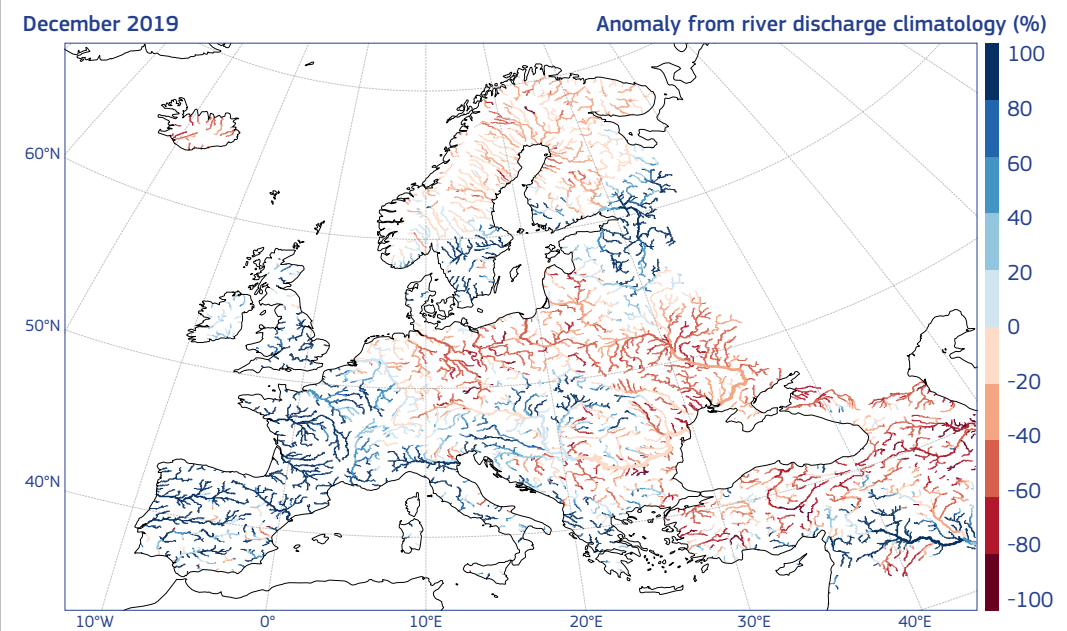 December 2019
Anomaly from river discharge climatology (%)
100
80
60
40
20
0
-20
-40
-60
-80
-100
60°N
50°N
40°N
10°W
0°
10°E
20°E
30°E
40°E